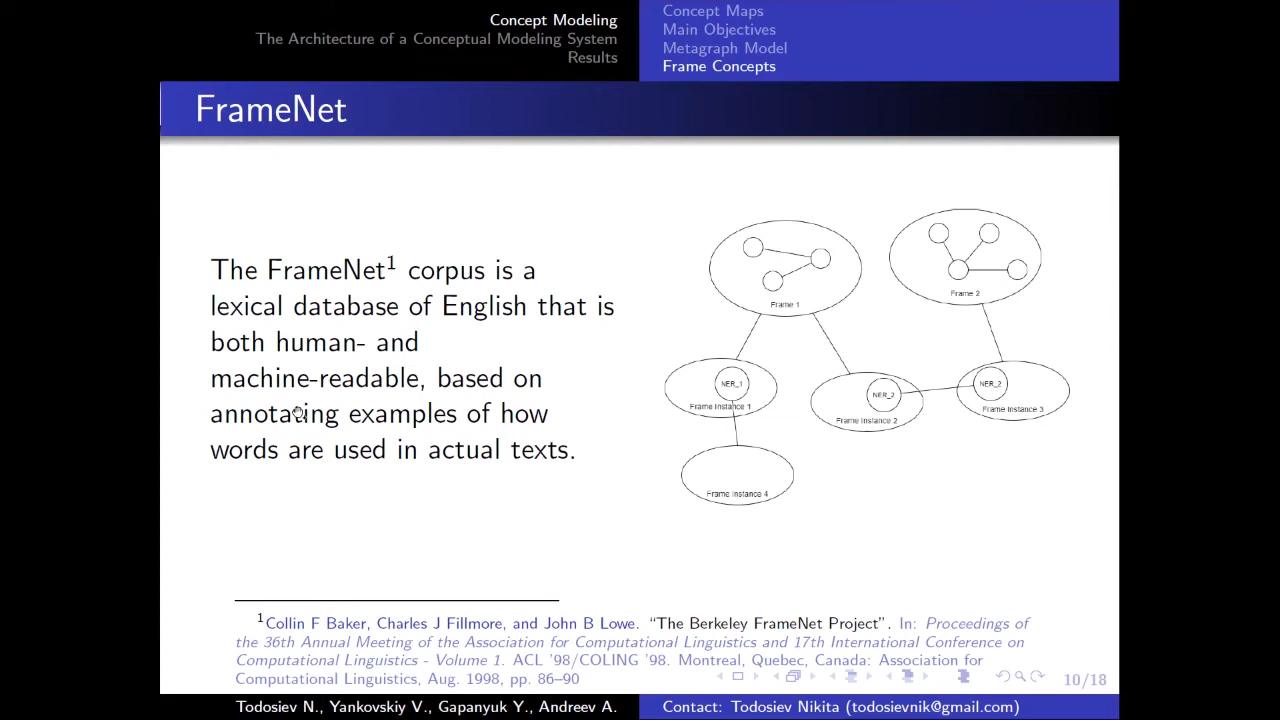 Concept Modeling
The Architecture of a Conceptual Modeling System
Results
Concept Maps
Main Objectives
Metagraph Model
Frame Concepts
FrameNet
The FrameNet1 corpus is a
lexical database of English that is
both human- and
machine-readable, based on
annotating examples of how
words are used in actual texts.
Frame 1
Frame 2
NER_1
Frame Instance 1
NER_2
Frame Instance 2
NER_2
Frame Instance 3
Frame Instance 4
1Collin F Baker, Charles J Fillmore, and John B Lowe. “The Berkeley FrameNet Project”. In: Proceedings of
the 36th Annual Meeting of the Association for Computational Linguistics and 17th International Conference on
Computational Linguistics - Volume 1. ACL ’98/COLING ’98. Montreal, Quebec, Canada: Association for
Computational Linguistics, Aug. 1998, pp. 86–90
10/18
Todosiev N., Yankovskiy V., Gapanyuk Y., Andreev A.
Contact: Todosiev Nikita (todosievnik@gmail.com)